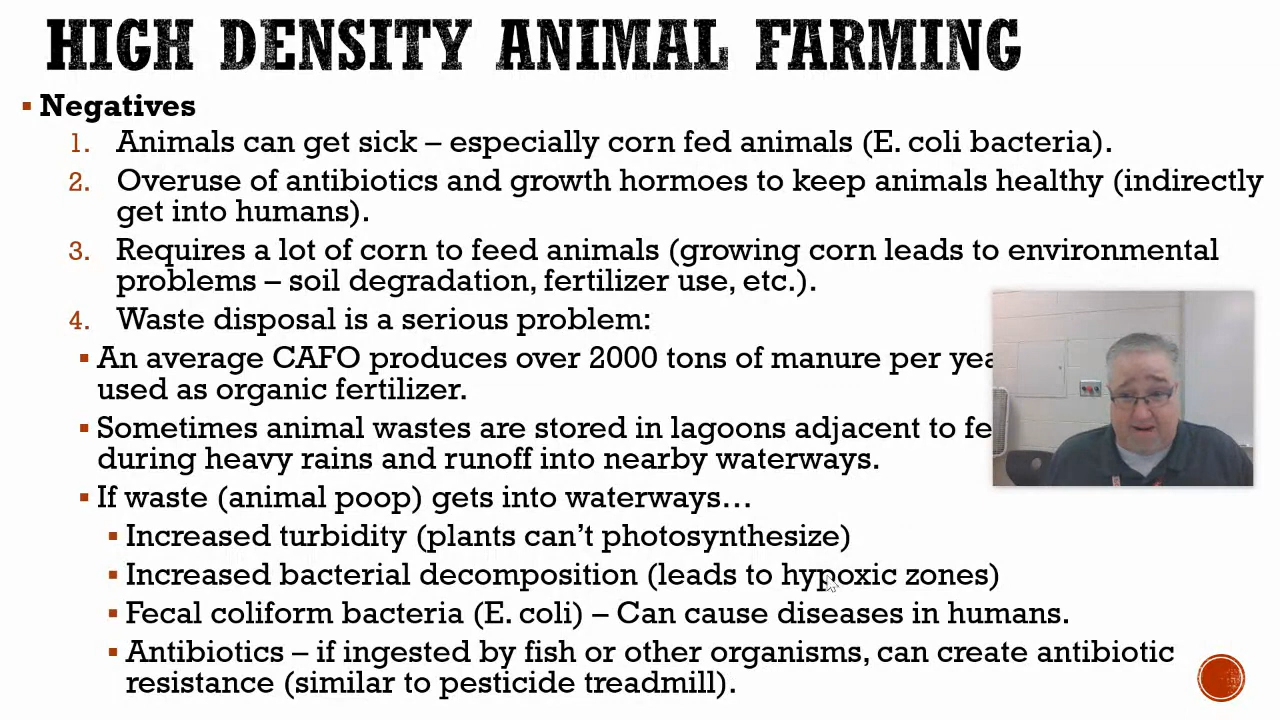 HIGH DENSITY ANIMAL FARMING
▪ Negatives
1. Animals can get sick – especially corn fed animals (E. coli bacteria).
2. Overuse of antibiotics and growth hormoes to keep animals healthy (indirectly
get into humans).
3. Requires a lot of corn to feed animals (growing corn leads to environmental
problems – soil degradation, fertilizer use, etc.).
4. Waste disposal is a serious problem:
▪ An average CAFO produces over 2000 tons of manure per
used as organic fertilizer.
▪ Sometimes animal wastes are stored in lagoons adjacent to
during heavy rains and runoff into nearby waterways.
▪ If waste (animal poop) gets into waterways…
▪ Increased turbidity (plants can’t photosynthesize)
▪ Increased bacterial decomposition (leads to hypoxic zones)
▪ Fecal coliform bacteria (E. coli) – Can cause diseases in humans.
▪ Antibiotics – if ingested by fish or other organisms, can create antibiotic
resistance (similar to pesticide treadmill).